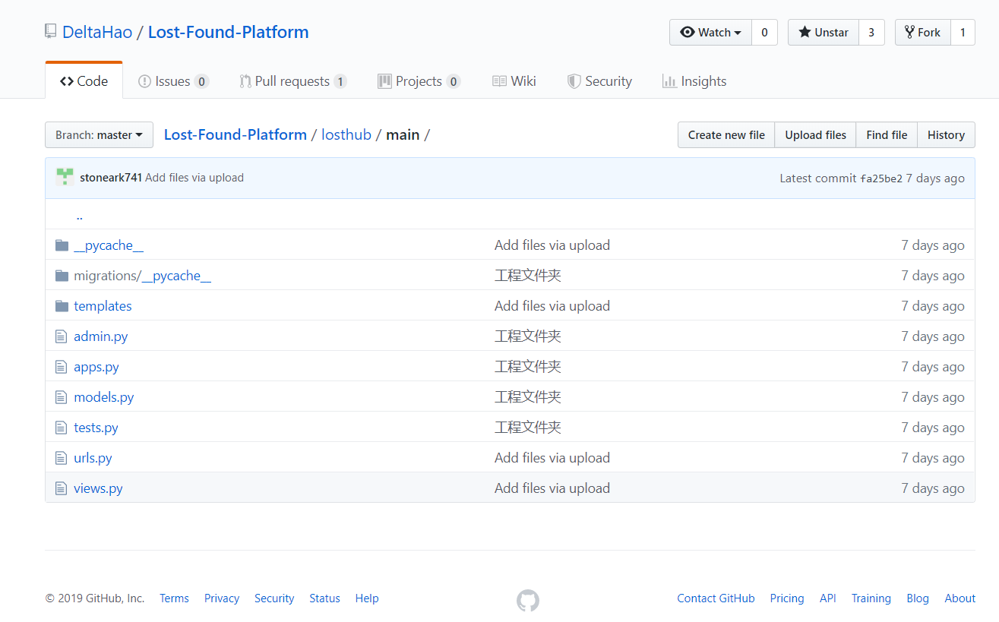 DeltaHao / Lost-Found-Platform
Watch 0 Unstar 3 Fork 1
Code Issues 0 Pull requests 1 Projects 0 Wiki Security Insights
Branch: master Lost-Found-Platform / losthub / main /
Create new file Upload files Find file History
stoneark741 Add files via upload Latest commit fa25be2 7 days ago
..
__pycache__ Add files via upload 7 days ago
migrations/__pycache__ 工程文件夹 7 days ago
templates Add files via upload 7 days ago
admin.py 工程文件夹 7 days ago
apps.py 工程文件夹 7 days ago
models.py 工程文件夹 7 days ago
tests.py 工程文件夹 7 days ago
urls.py Add files via upload 7 days ago
views.py Add files via upload 7 days ago
© 2019 GitHub, Inc. Terms Privacy Security Status Help Contact GitHub Pricing API Training Blog About